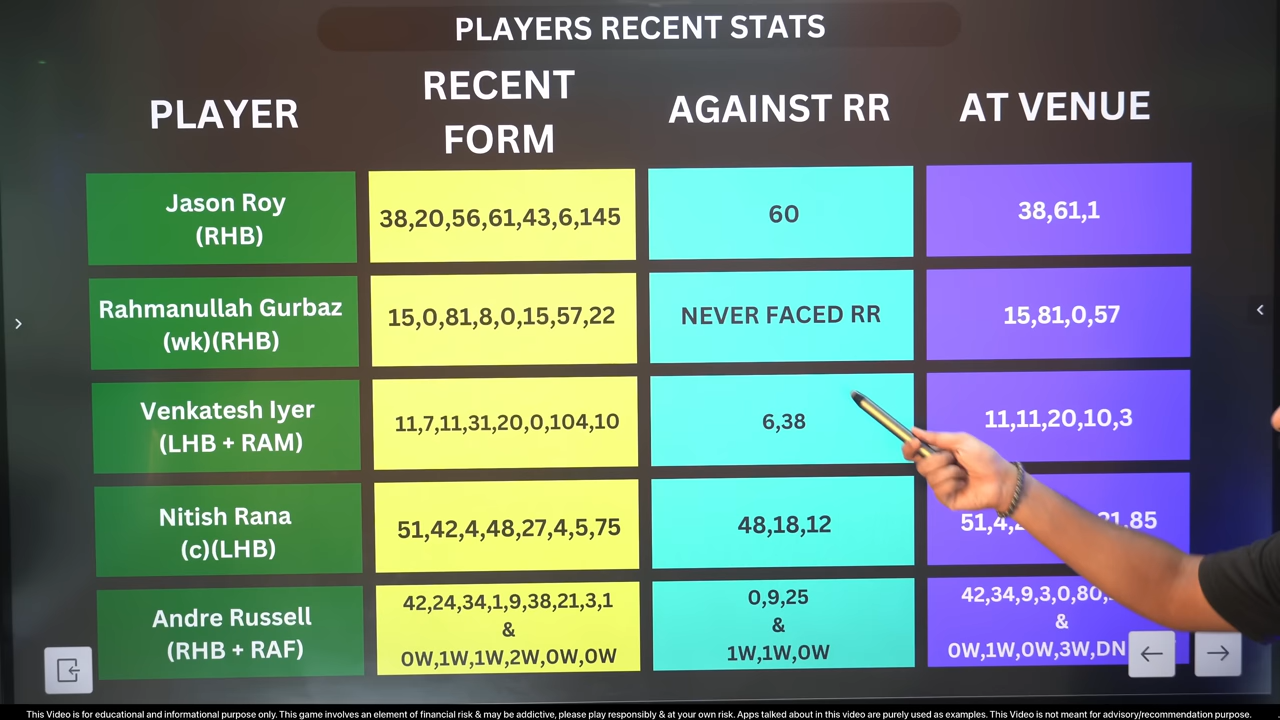 PLAYERS RECENT STATS
PLAYER
RECENT
FORM
AGAINST RR
AT VENUE
Jason Roy
(RHB)
38,20,56,61,43,6,145
60
38,61,1
Rahmanullah Gurbaz
(wk)(RHB)
15,0,81,8,0,15,57,22
NEVER FACED RR
15,81,0,57
Venkatesh Iyer
(LHB + RAM)
11,7,11,31,20,0,104,10
6,38
11,11,20,10,3
Nitish Rana
(c)(LHB)
51,42,4,48,27,4,5,75
48,18,12
51,4,
Andre Russell
(RHB + RAF)
42,24,34,1,9,38,21,3,1
&
0W,1W,1W,2W,0W,0W
0,9,25
&
1W,1W,0W
42,34,9,3,0,80,
&
0W,1W,0W,3W,DN
This Video is for educational and informational purpose only. This game involves an element of financial risk & may be addictive, please play responsibly & at your own risk. Apps talked about in this video are purely used as examples. This Video is not meant for advisory/recommendation purpose.